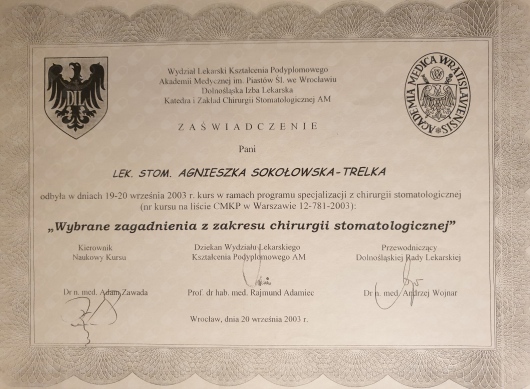 Wydział Lekarski Kształcenia Podyplomowego
Akademii Medycznej im. Piastów Śl. we Wrocławiu
Dolnośląska Izba Lekarska
Katedra i Zakład Chirurgii Stomatologicznej AM
DIL
ACADEMIA MEDICA WRATISLAVIENSIS
ZAŚWIADCZENIE
Pani
LEK. STOM. AGNIESZKA SOKOŁOWSKA-TRELKA
odbyła w dniach 19-20 września 2003 r. kurs w ramach programu specjalizacji z chirurgii stomatologicznej
(nr kursu na liście CMKP w Warszawie 12-781-2003):
„Wybrane zagadnienia z zakresu chirurgii stomatologicznej”
Kierownik Dziekan Wydziału Lekarskiego Przewodniczący
Naukowy Kursu Kształcenia Podyplomowego AM Dolnośląskiej Rady Lekarskiej
Dr n. med. Adam Zawada Prof. dr hab. med. Rajmund Adamiec Dr n. med. Andrzej Wojnar
Wrocław, dnia 20 września 2003 r.